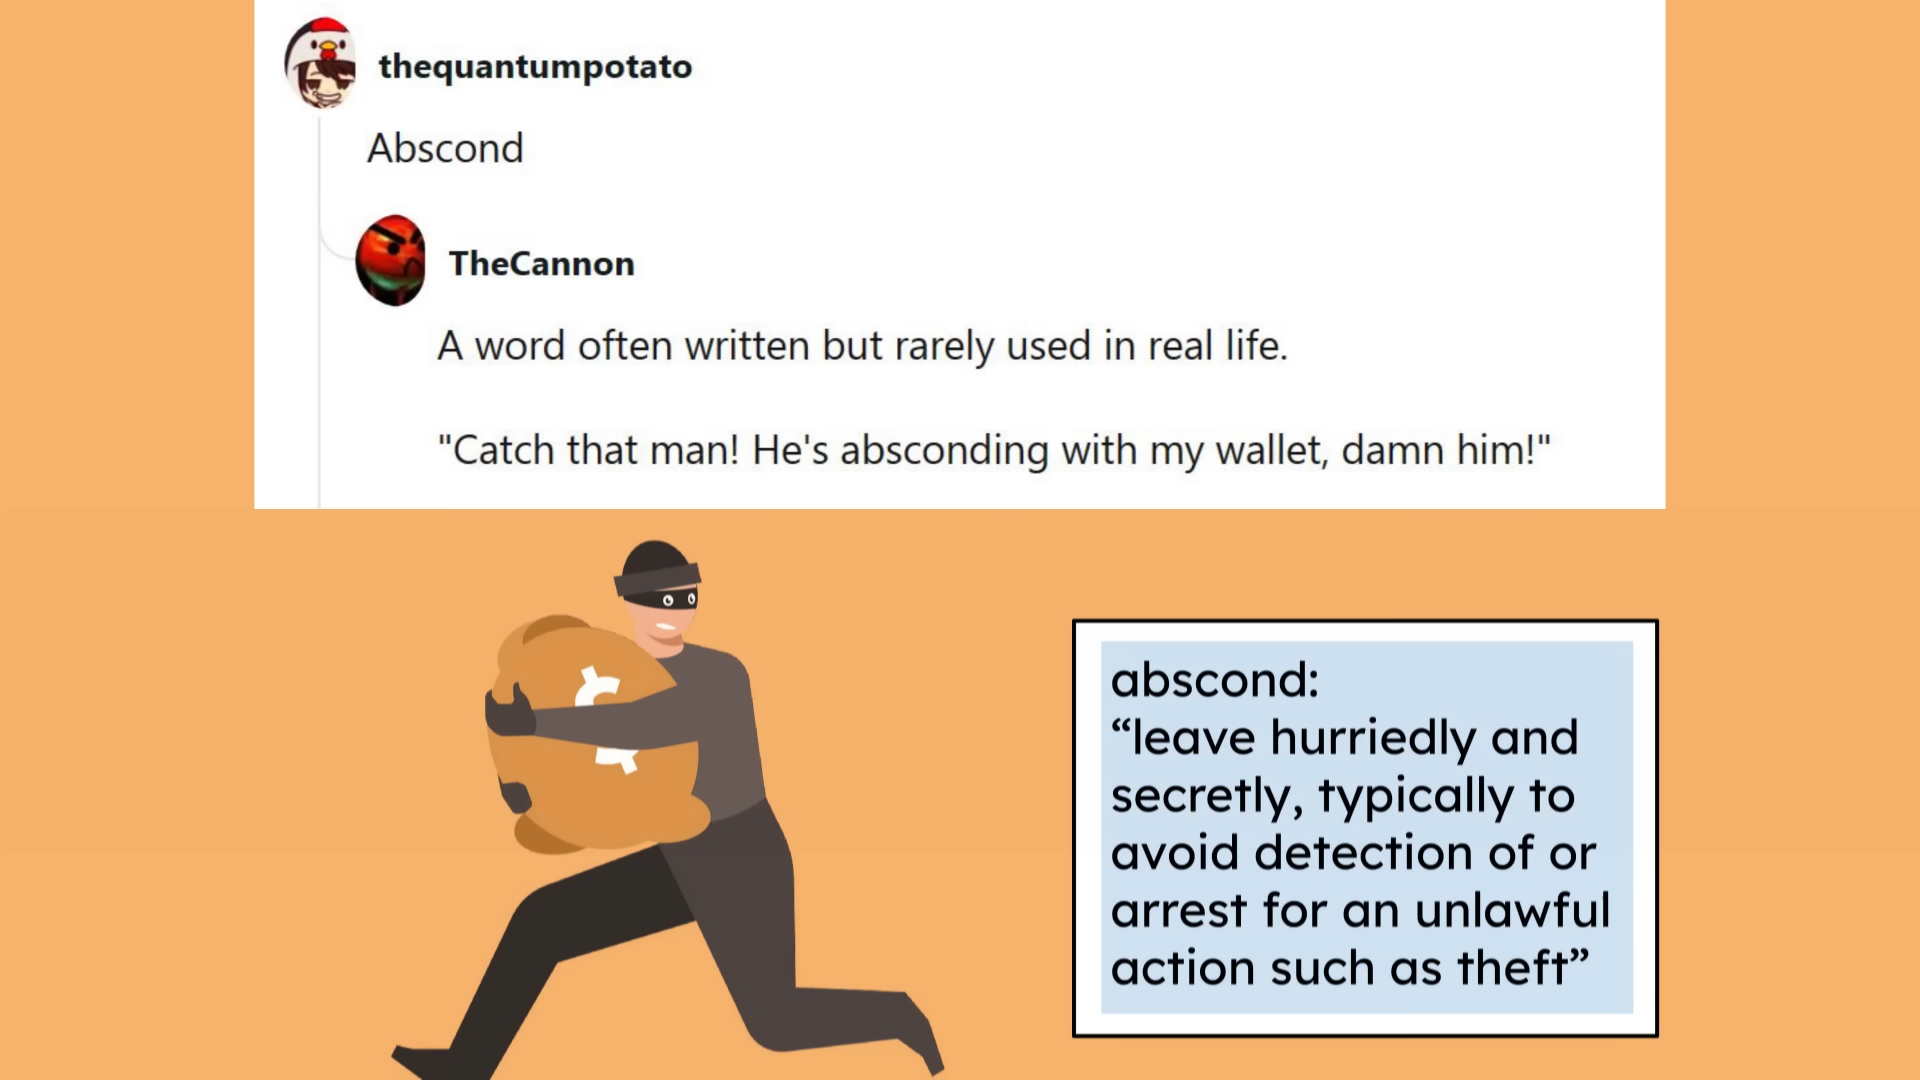 thequantumpotato
Abscond
TheCannon
A word often written but rarely used in real life.
"Catch that man! He's absconding with my wallet, damn him!"
$
abscond:
“leave hurriedly and
secretly, typically to
avoid detection of or
arrest for an unlawful
action such as theft”